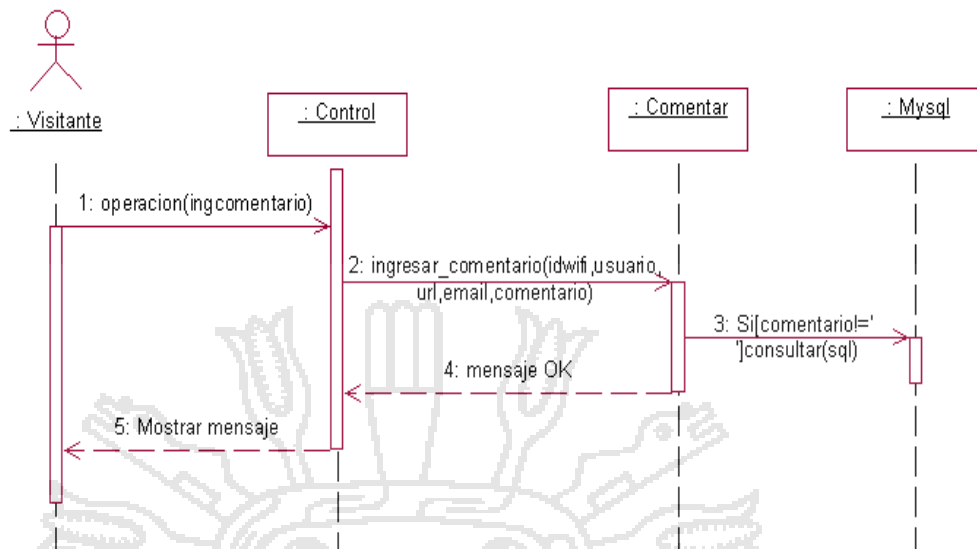 : Visitante
: Control
: Comentar
: Mysql
1: operacion(ingcomentario)
2: ingresar_comentario(idwifi,usuario,
url,email,comentario)
3: Si[comentario!='
']consultar(sql)
4: mensaje OK
5: Mostrar mensaje